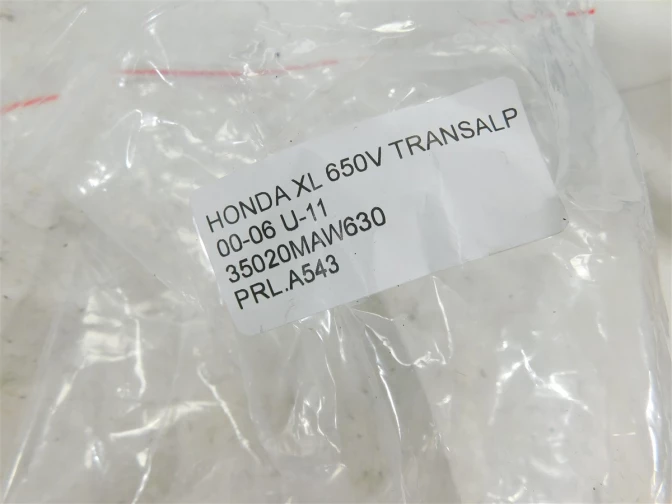 HONDA XL 650V TRANSALP
00-06 U-11
35020MAW630
PRL.A543